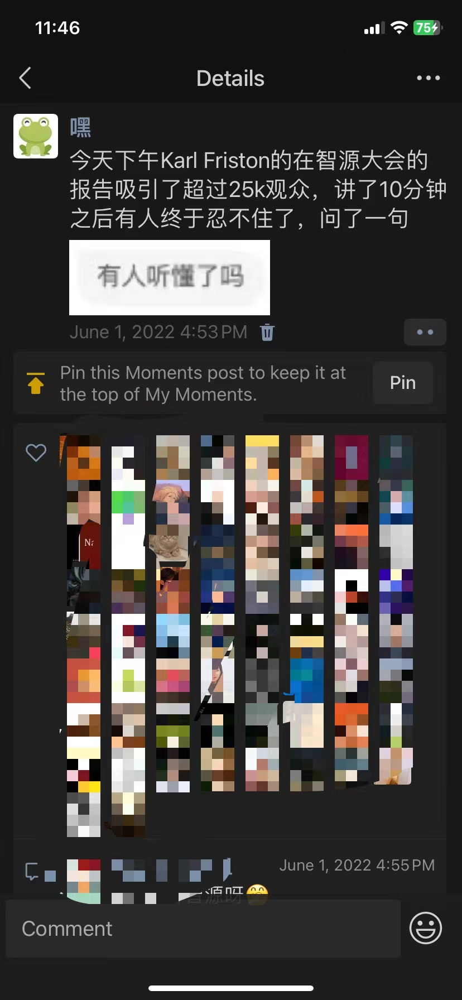 11:46
75
Details
嘿
今天下午Karl Friston的在智源大会的
报告吸引了超过25k观众，讲了10分钟
之后有人终于忍不住了，问了一句
有人听懂了吗
June 1, 2022 4:53 PM
Pin this Moments post to keep it at
the top of My Moments.
Pin
June 1, 2022 4:55 PM
源呀
Comment